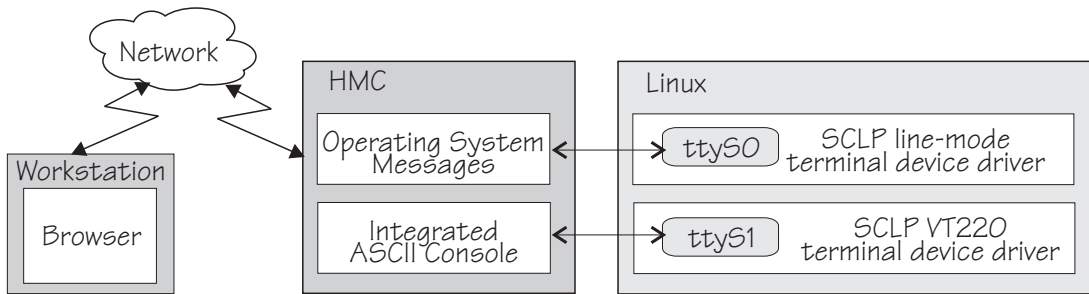 Network
Workstation
Browser
HMC
Operating System
Messages
Integrated
ASCII Console
Linux
ttyS0
SCLP line-mode
terminal device driver
ttyS1
SCLP VT220
terminal device driver